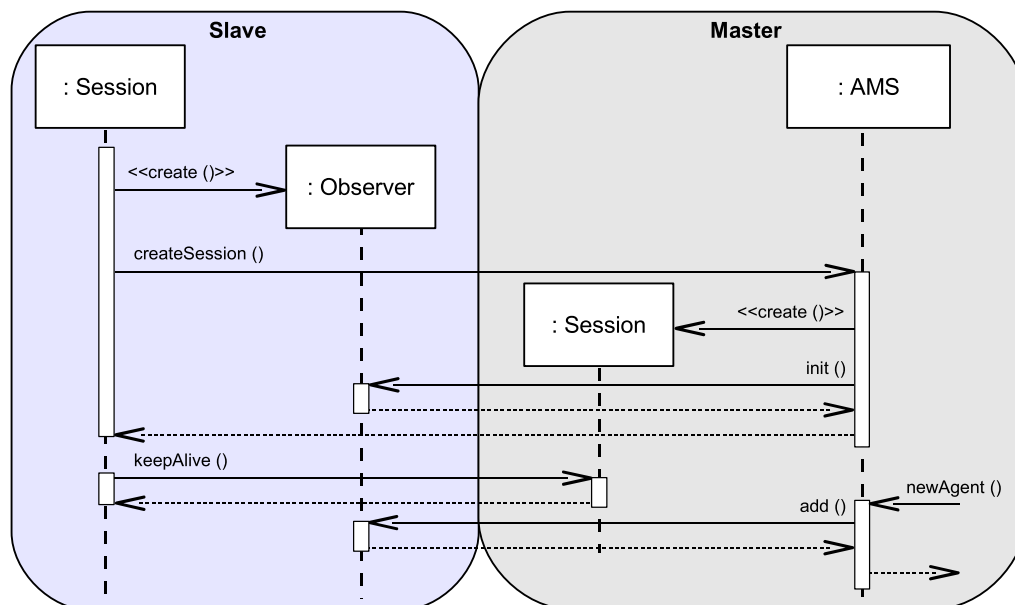 Slave
Master
: Session
: AMS
<<create ()>>
: Observer
createSession ()
: Session
<<create ()>>
init ()
keepAlive ()
newAgent ()
add ()